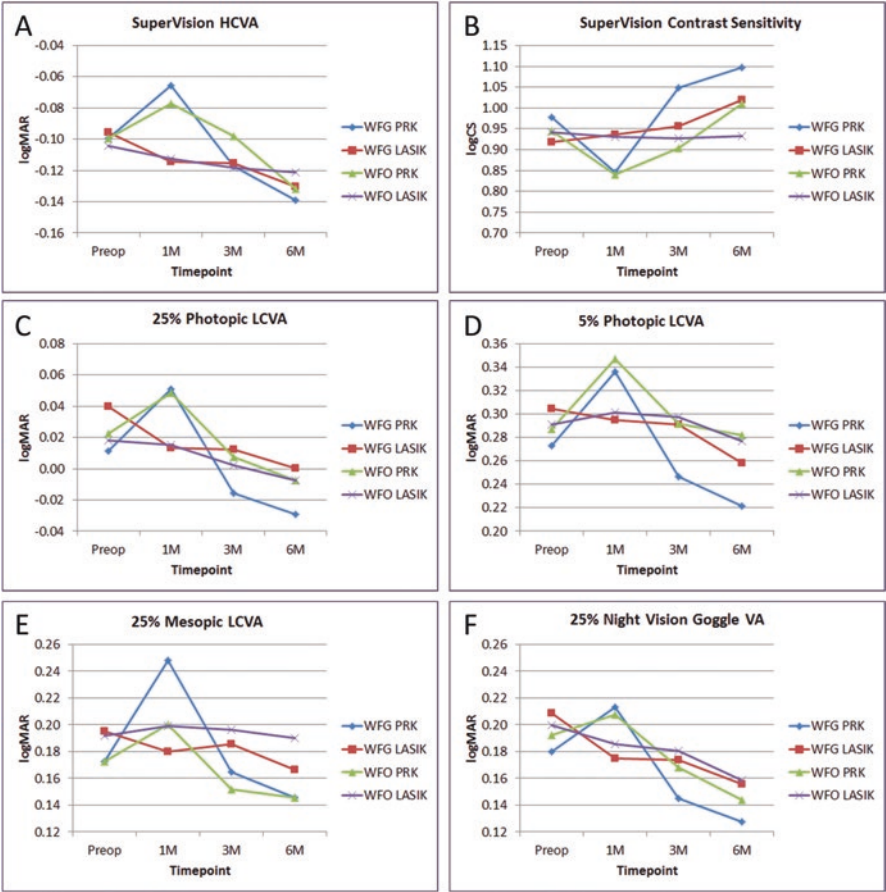 A
SuperVision HCVA
-0.04
-0.06
-0.08
-0.10
-0.12
-0.14
-0.16
logMAR
Preop 1M 3M 6M
Timepoint
WFG PRK
WFG LASIK
WFO PRK
WFO LASIK
B
SuperVision Contrast Sensitivity
1.15
1.10
1.05
1.00
0.95
0.90
0.85
0.80
0.75
0.70
logCS
Preop 1M 3M 6M
Timepoint
WFG PRK
WFG LASIK
WFO PRK
WFO LASIK
C
25% Photopic LCVA
0.08
0.06
0.04
0.02
0.00
-0.02
-0.04
logMAR
Preop 1M 3M 6M
Timepoint
WFG PRK
WFG LASIK
WFO PRK
WFO LASIK
D
5% Photopic LCVA
0.36
0.34
0.32
0.30
0.28
0.26
0.24
0.22
0.20
logMAR
Preop 1M 3M 6M
Timepoint
WFG PRK
WFG LASIK
WFO PRK
WFO LASIK
E
25% Mesopic LCVA
0.26
0.24
0.22
0.20
0.18
0.16
0.14
0.12
logMAR
Preop 1M 3M 6M
Timepoint
WFG PRK
WFG LASIK
WFO PRK
WFO LASIK
F
25% Night Vision Goggle VA
0.26
0.24
0.22
0.20
0.18
0.16
0.14
0.12
logMAR
Preop 1M 3M 6M
Timepoint
WFG PRK
WFG LASIK
WFO PRK
WFO LASIK